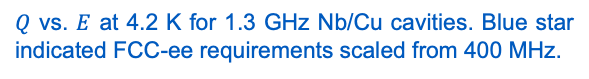 Q vs. E at 4.2 K for 1.3 GHz Nb/Cu cavities. Blue star
indicated FCC-ee requirements scaled from 400 MHz.